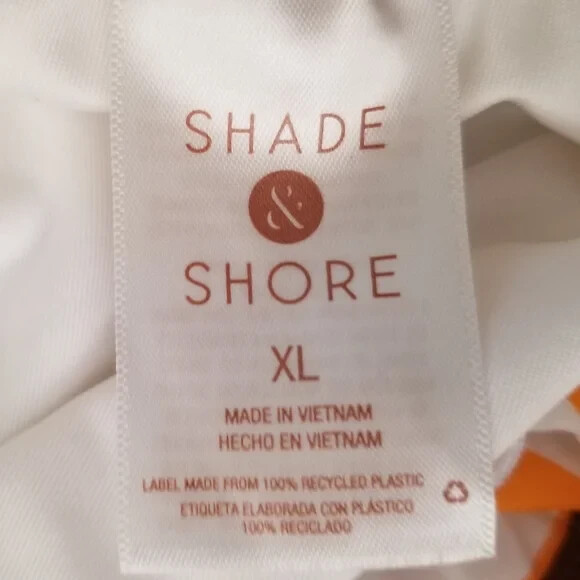 SHADE
&
SHORE
XL
MADE IN VIETNAM
HECHO EN VIETNAM
LABEL MADE FROM 100% RECYCLED PLASTIC
ETIQUETA ELABORADA CON PLÁSTICO
100% RECICLADO